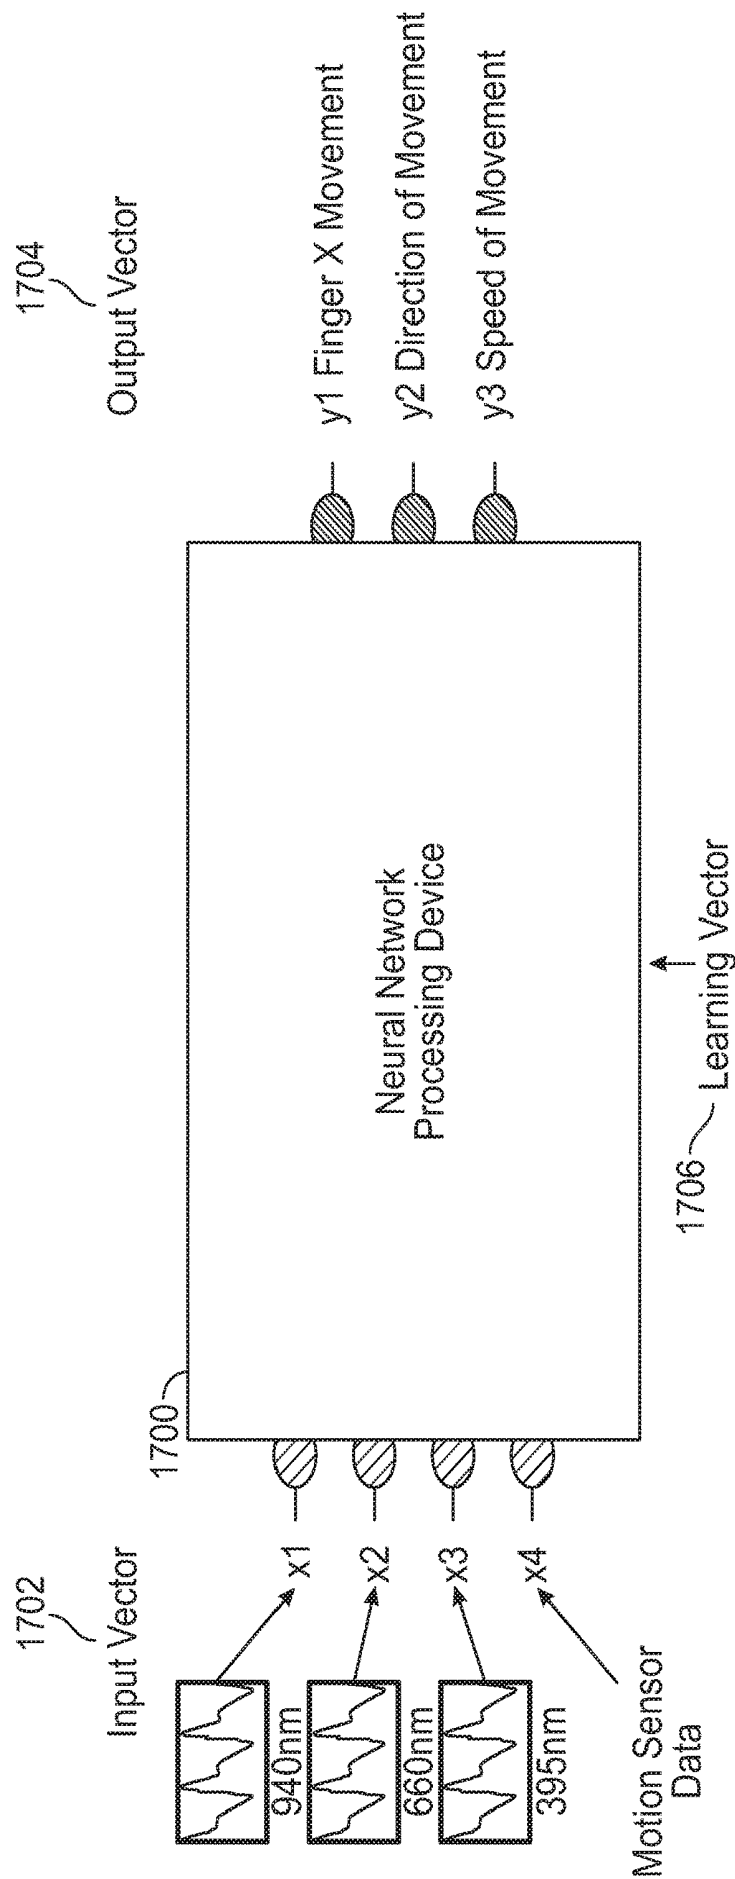 1702
Input Vector
940nm
660nm
395nm
Motion Sensor
Data
x1
x2
x3
x4
1700
Neural Network
Processing Device
1706
Learning Vector
1704
Output Vector
y1 Finger X Movement
y2 Direction of Movement
y3 Speed of Movement